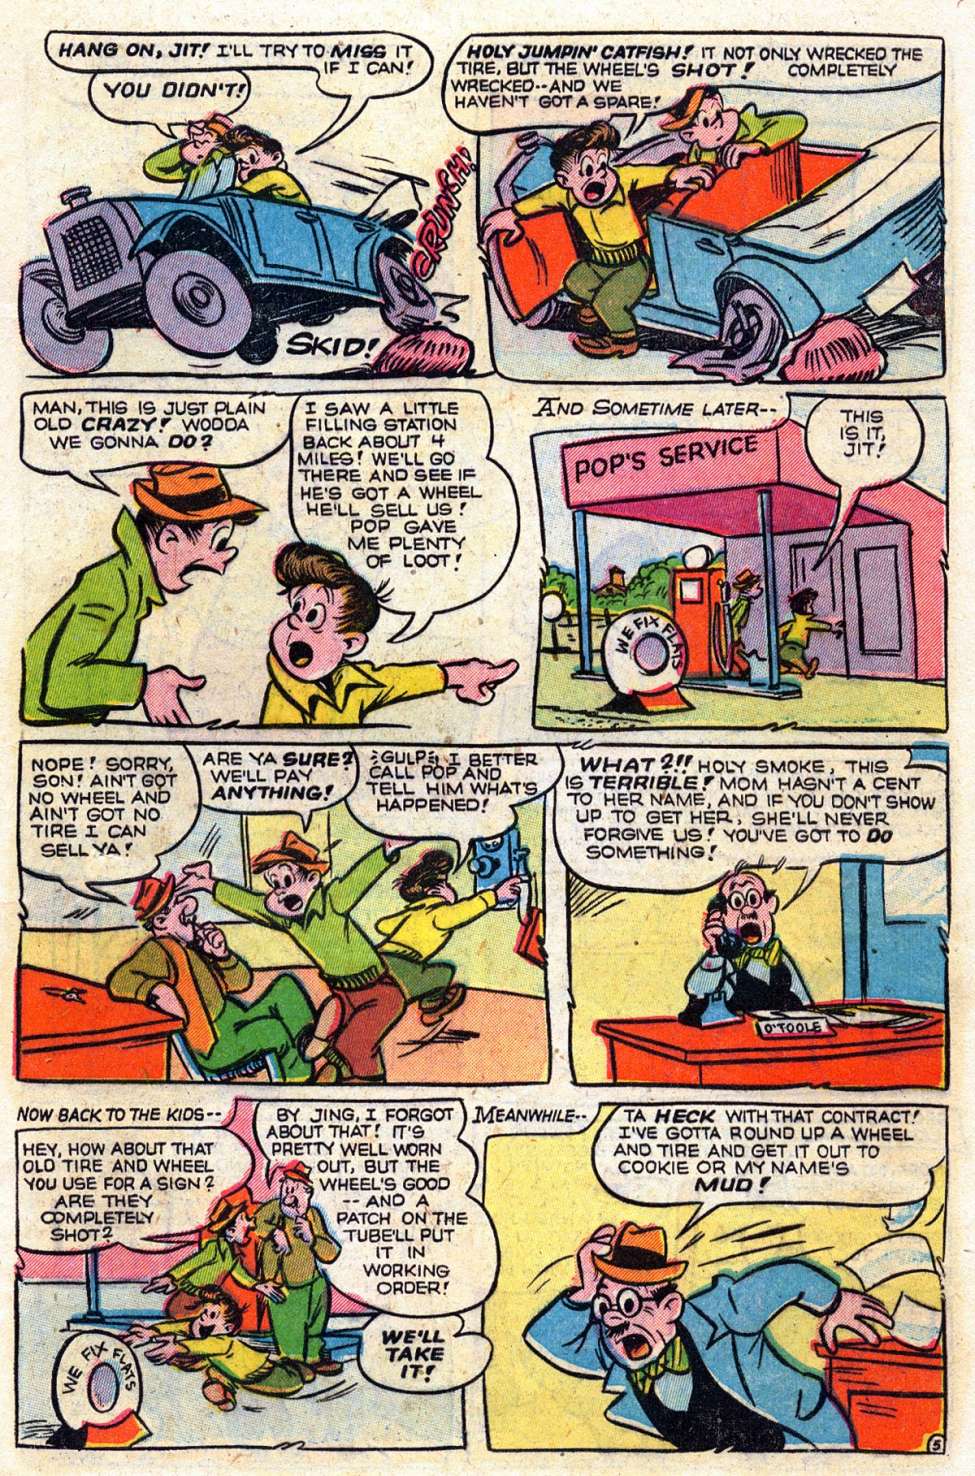 HANG ON, JIT! I'LL TRY TO MISS IT
IF I CAN!
YOU DIDN'T!
CRUNCH!
SKID!
HOLY JUMPIN' CATFISH! IT NOT ONLY WRECKED THE
TIRE, BUT THE WHEEL'S SHOT! COMPLETELY
WRECKED--AND WE
HAVEN'T GOT A SPARE!
MAN, THIS IS JUST PLAIN
OLD CRAZY! WODDA
WE GONNA DO?
I SAW A LITTLE
FILLING STATION
BACK ABOUT 4
MILES! WE'LL GO
THERE AND SEE IF
HE'S GOT A WHEEL
HE'LL SELL US!
POP GAVE
ME PLENTY
OF LOOT!
AND SOMETIME LATER--
THIS
IS IT,
JIT!
POP'S SERVICE
WE FIX FLATS
NOPE! SORRY,
SON! AIN'T GOT
NO WHEEL AND
AIN'T GOT NO
TIRE I CAN
SELL YA!
ARE YA SURE?
WE'LL PAY
ANYTHING!
:GULP: I BETTER
CALL POP AND
TELL HIM WHAT'S
HAPPENED!
WHAT?!! HOLY SMOKE, THIS
IS TERRIBLE! MOM HASN'T A CENT
TO HER NAME, AND IF YOU DON'T SHOW
UP TO GET HER, SHE'LL NEVER
FORGIVE US! YOU'VE GOT TO DO
SOMETHING!
O'TOOLE
NOW BACK TO THE KIDS--
HEY, HOW ABOUT THAT
OLD TIRE AND WHEEL
YOU USE FOR A SIGN?
ARE THEY
COMPLETELY
SHOT?
BY JING, I FORGOT
ABOUT THAT! IT'S
PRETTY WELL WORN
OUT, BUT THE
WHEEL'S GOOD
--AND A
PATCH ON THE
TUBE'LL PUT
IT IN
WORKING
ORDER!
WE'LL
TAKE
IT!
WE FIX FLATS
MEANWHILE--
TA HECK WITH THAT CONTRACT!
I'VE GOTTA ROUND UP A WHEEL
AND TIRE AND GET IT OUT TO
COOKIE OR MY NAME'S
MUD!
5